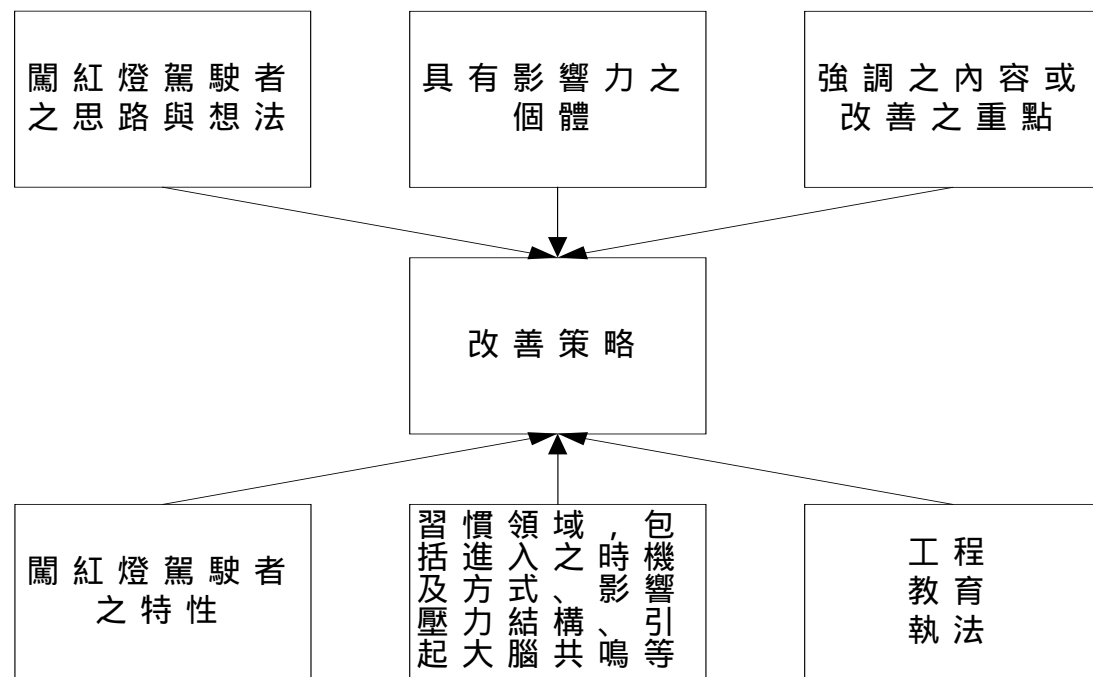 闖紅燈駕駛者
之思路與想法
具有影響力之
個體
強調之內容或
改善之重點
改善策略
闖紅燈駕駛者
之特性
習慣領域,包
括進入之時機
及方式、影響
壓力結構、引
起大腦共鳴等
工程
教育
執法